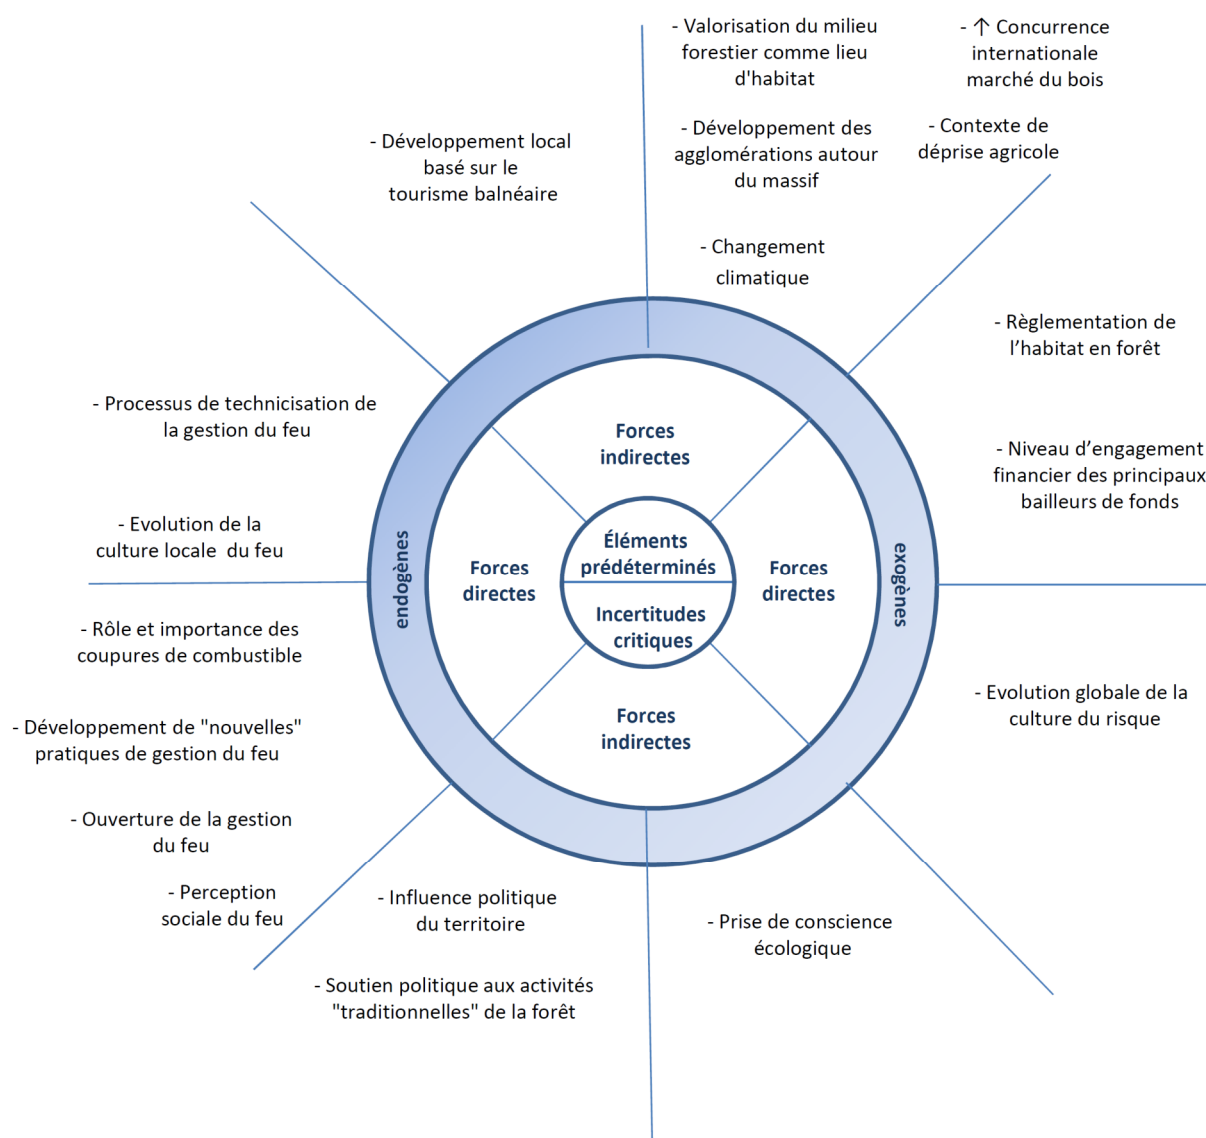 - Valorisation du milieu
forestier comme lieu
d'habitat
- ↑ Concurrence
internationale
marché du bois
- Développement local
basé sur le
tourisme balnéaire
- Développement des
agglomérations autour
du massif
- Contexte de
déprise agricole
- Changement
climatique
- Règlementation de
l’habitat en forêt
- Processus de technicisation de
la gestion du feu
- Niveau d’engagement
financier des principaux
bailleurs de fonds
- Evolution de la
culture locale du feu
Forces
indirectes
endogènes
Forces
directes
Éléments
prédéterminés
Incertitudes
critiques
Forces
directes
exogènes
Forces
indirectes
- Rôle et importance des
coupures de combustible
- Evolution globale de la
culture du risque
- Développement de "nouvelles"
pratiques de gestion du feu
- Ouverture de la gestion
du feu
- Perception
sociale du feu
- Influence politique
du territoire
- Prise de conscience
écologique
- Soutien politique aux activités
"traditionnelles" de la forêt